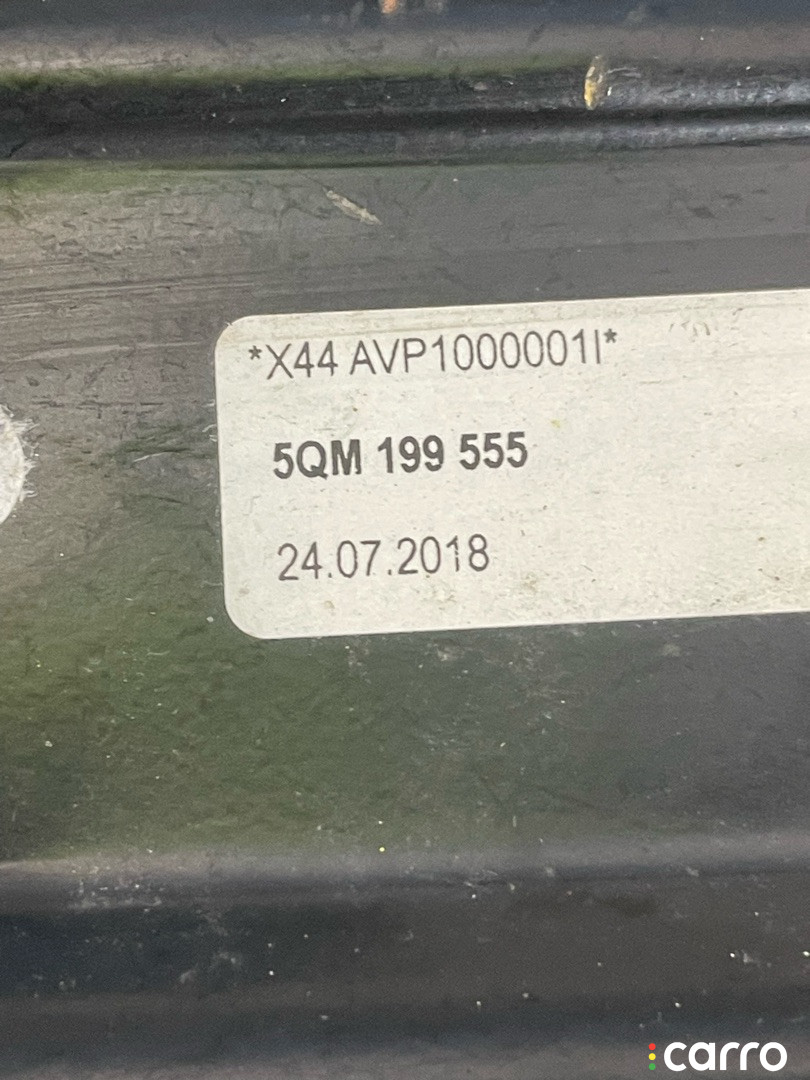 *X44 AVP1000001I*
5QM 199 555
24.07.2018
carro